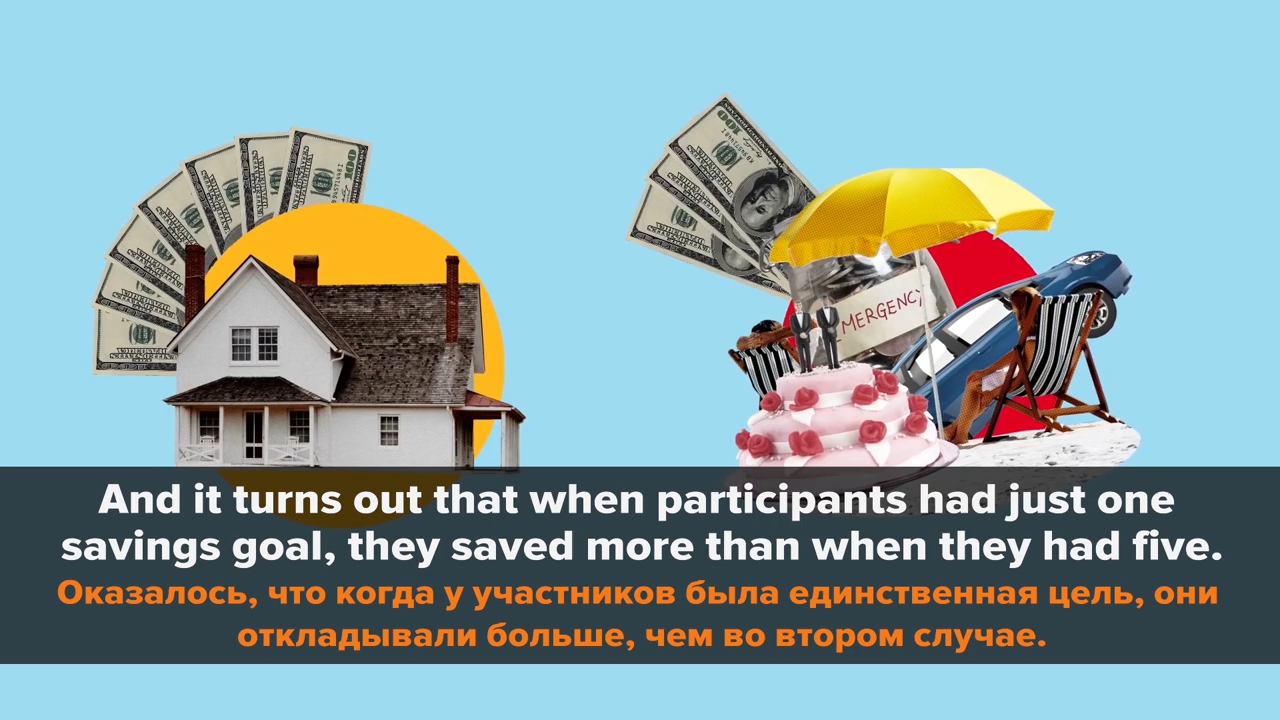 MERGENCY
And it turns out that when participants had just one
savings goal, they saved more than when they had five.
Оказалось, что когда у участников была единственная цель, они
откладывали больше, чем во втором случае.